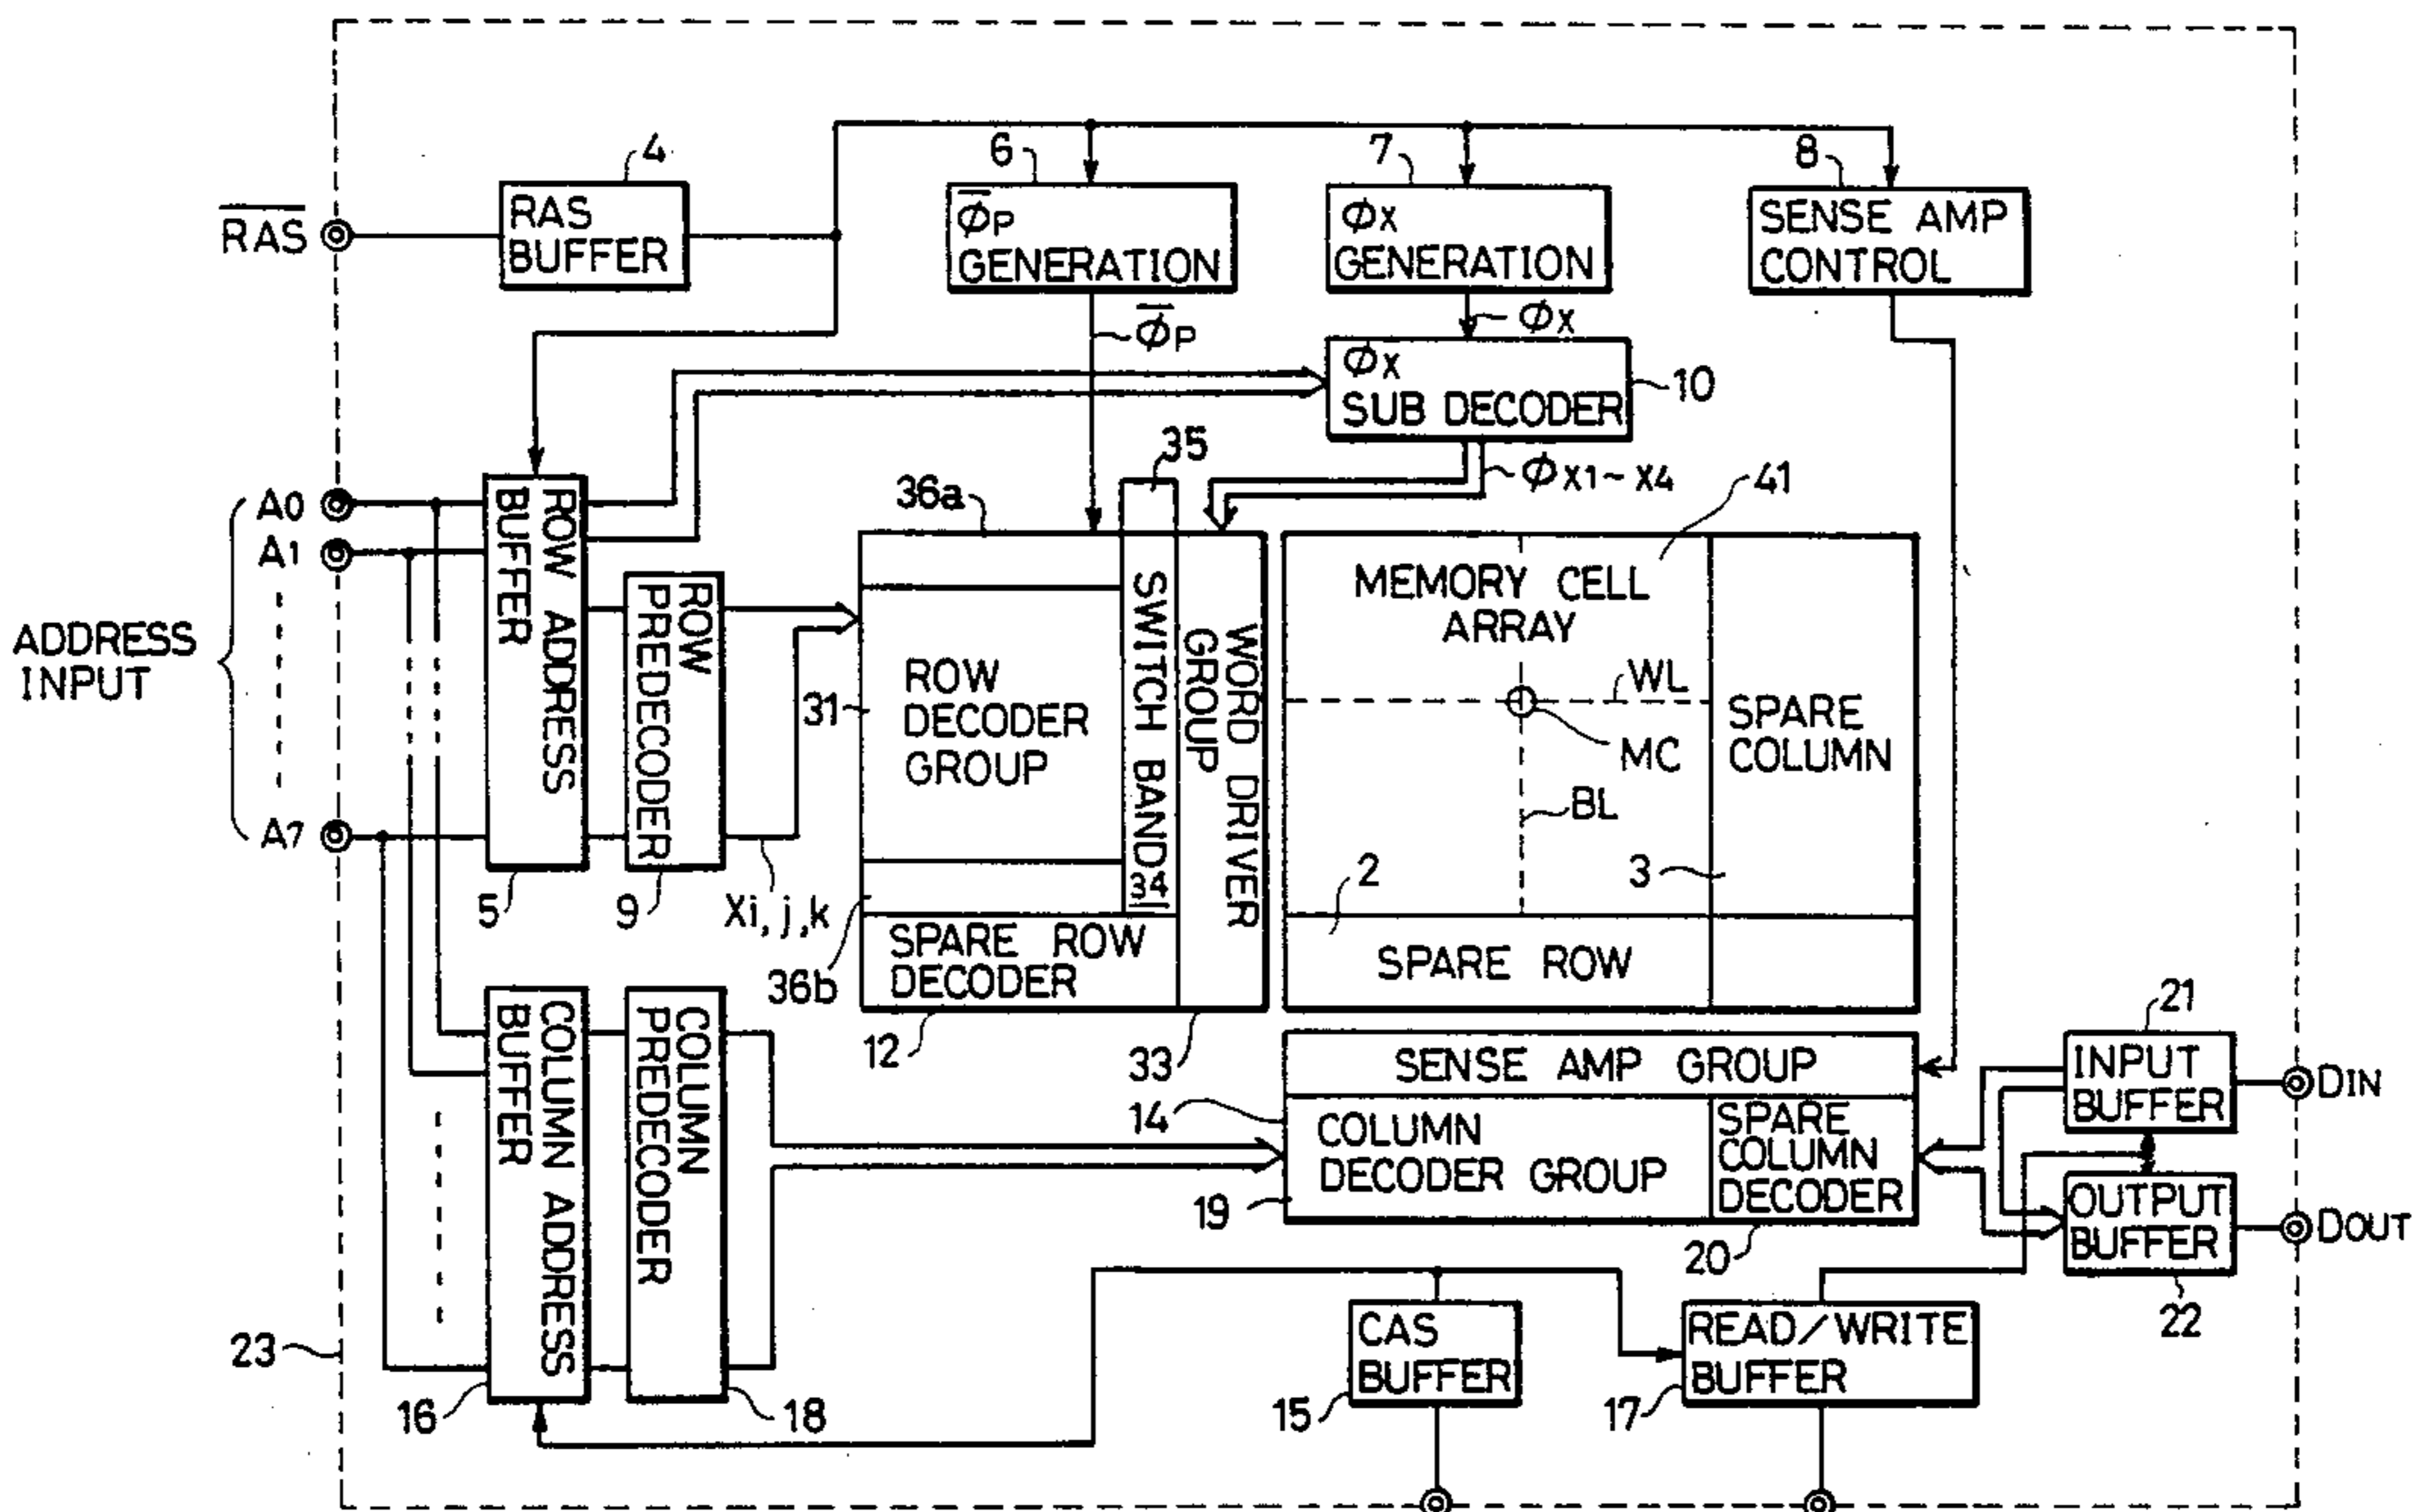 4
6
7
8
RAS
RAS
BUFFER
φ̅P
GENERATION
φX
GENERATION
SENSE AMP
CONTROL
φ̅P
φX
φX
SUB DECODER
10
35
φX1~X4
36a
41
A0
A1
A7
ADDRESS
INPUT
ROW ADDRESS
BUFFER
5
ROW
PREDECODER
9
Xi, j, k
31
ROW
DECODER
GROUP
SWITCH BAND
34
WORD DRIVER
GROUP
MEMORY CELL
ARRAY
WL
MC
BL
SPARE
COLUMN
2
3
36b
SPARE ROW
DECODER
SPARE ROW
12
33
COLUMN ADDRESS
BUFFER
COLUMN
PREDECODER
SENSE AMP GROUP
14
COLUMN
DECODER GROUP
SPARE
COLUMN
DECODER
19
20
21
INPUT
BUFFER
DIN
OUTPUT
BUFFER
DOUT
22
23
16
18
CAS
BUFFER
15
READ/WRITE
BUFFER
17